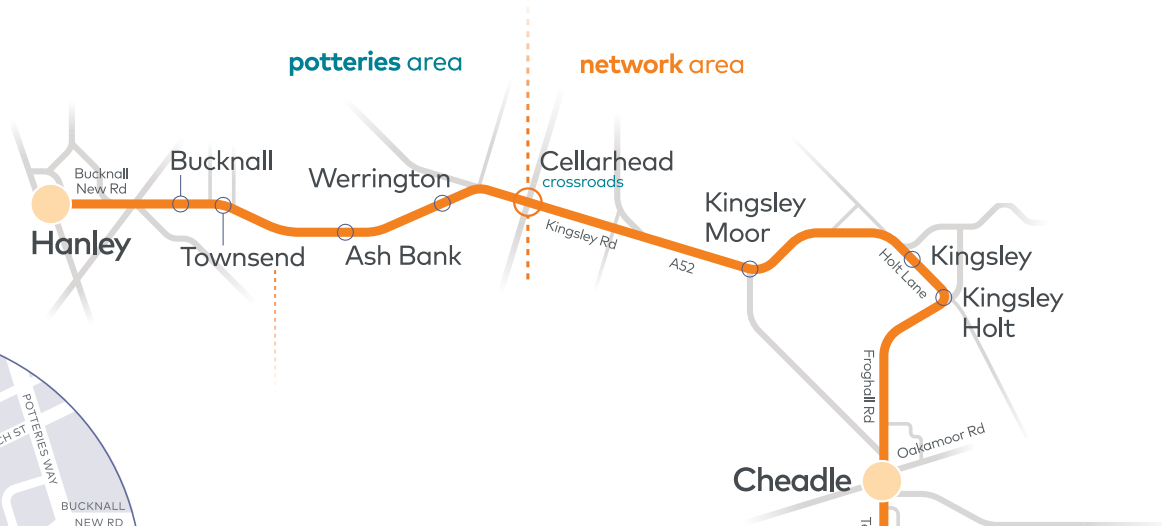 potteries area
network area
Bucknall
New Rd
Bucknall
Werrington
Cellarhead
crossroads
Kingsley
Moor
Hanley
Townsend
Ash Bank
Kingsley Rd
A52
Holt Lane
Kingsley
Kingsley
Holt
Froghall Rd
Oakamoor Rd
Cheadle
POTTERIES WAY
BUCKNALL
NEW RD